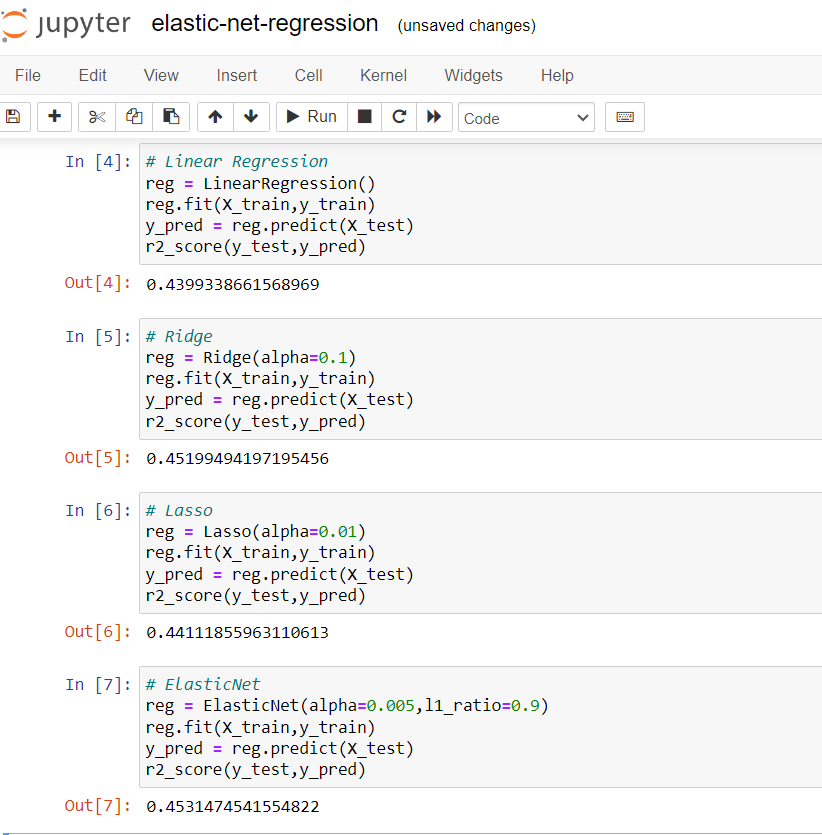 jupyter elastic-net-regression (unsaved changes)
File Edit View Insert Cell Kernel Widgets Help
Run Code
In [4]: # Linear Regression
reg = LinearRegression()
reg.fit(X_train,y_train)
y_pred = reg.predict(X_test)
r2_score(y_test,y_pred)
Out[4]: 0.4399338661568969
In [5]: # Ridge
reg = Ridge(alpha=0.1)
reg.fit(X_train,y_train)
y_pred = reg.predict(X_test)
r2_score(y_test,y_pred)
Out[5]: 0.45199494197195456
In [6]: # Lasso
reg = Lasso(alpha=0.01)
reg.fit(X_train,y_train)
y_pred = reg.predict(X_test)
r2_score(y_test,y_pred)
Out[6]: 0.44111855963110613
In [7]: # ElasticNet
reg = ElasticNet(alpha=0.005,l1_ratio=0.9)
reg.fit(X_train,y_train)
y_pred = reg.predict(X_test)
r2_score(y_test,y_pred)
Out[7]: 0.4531474541554822